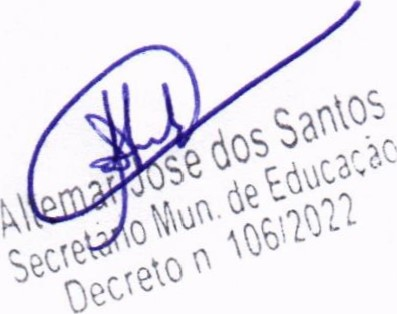 Altemar José dos Santos
Secretário Mun. de Educação
Decreto n 106/2022